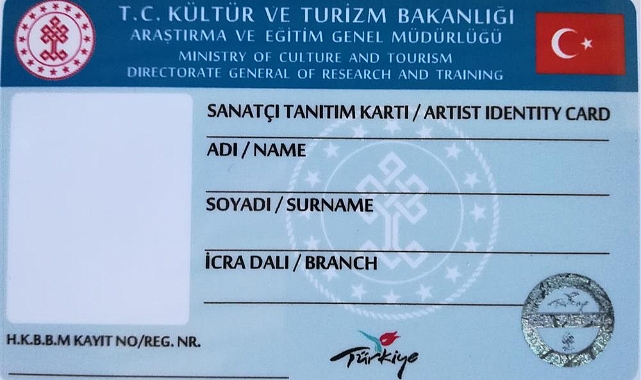 T.C. KÜLTÜR VE TURİZM BAKANLIĞI
ARAŞTIRMA VE EĞİTİM GENEL MÜDÜRLÜĞÜ
MINISTRY OF CULTURE AND TOURISM
DIRECTORATE GENERAL OF RESEARCH AND TRAINING
SANATÇI TANITIM KARTI / ARTIST IDENTITY CARD
ADI / NAME
SOYADI / SURNAME
İCRA DALI / BRANCH
H.K.B.B.M KAYIT NO/REG. NR.
Türkiye